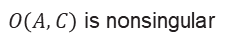 𝑂(𝐴, 𝐶) is nonsingular